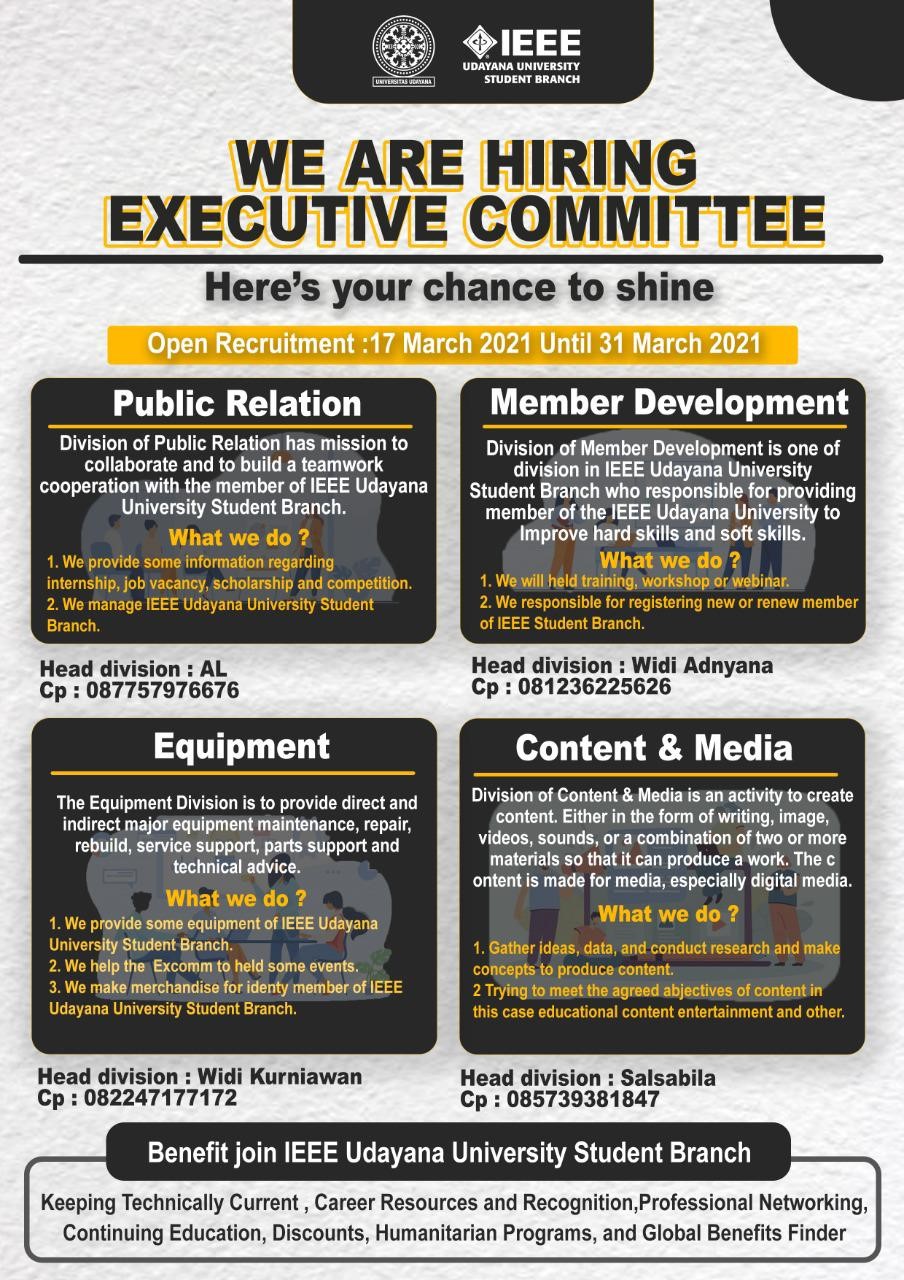 UNIVERSITAS UDAYANA
IEEE
UDAYANA UNIVERSITY
STUDENT BRANCH
WE ARE HIRING
EXECUTIVE COMMITTEE
Here's your chance to shine
Open Recruitment :17 March 2021 Until 31 March 2021
Public Relation
Division of Public Relation has mission to
collaborate and to build a teamwork
cooperation with the member of IEEE Udayana
University Student Branch.
What we do ?
1. We provide some information regarding
internship, job vacancy, scholarship and competition.
2. We manage IEEE Udayana University Student
Branch.
Head division : AL
Cp : 087757976676
Member Development
Division of Member Development is one of
division in IEEE Udayana University
Student Branch who responsible for providing
member of the IEEE Udayana University to
Improve hard skills and soft skills.
What we do ?
1. We will held training, workshop or webinar.
2. We responsible for registering new or renew member
of IEEE Student Branch.
Head division : Widi Adnyana
Cp : 081236225626
Equipment
The Equipment Division is to provide direct and
indirect major equipment maintenance, repair,
rebuild, service support, parts support and
technical advice.
What we do ?
1. We provide some equipment of IEEE Udayana
University Student Branch.
2. We help the Excomm to held some events.
3. We make merchandise for identy member of IEEE
Udayana University Student Branch.
Head division : Widi Kurniawan
Cp : 082247177172
Content & Media
Division of Content & Media is an activity to create
content. Either in the form of writing, image,
videos, sounds, or a combination of two or more
materials so that it can produce a work. The c
ontent is made for media, especially digital media.
What we do ?
1. Gather ideas, data, and conduct research and make
concepts to produce content.
2 Trying to meet the agreed abjectives of content in
this case educational content entertainment and other.
Head division : Salsabila
Cp : 085739381847
Benefit join IEEE Udayana University Student Branch
Keeping Technically Current , Career Resources and Recognition,Professional Networking,
Continuing Education, Discounts, Humanitarian Programs, and Global Benefits Finder